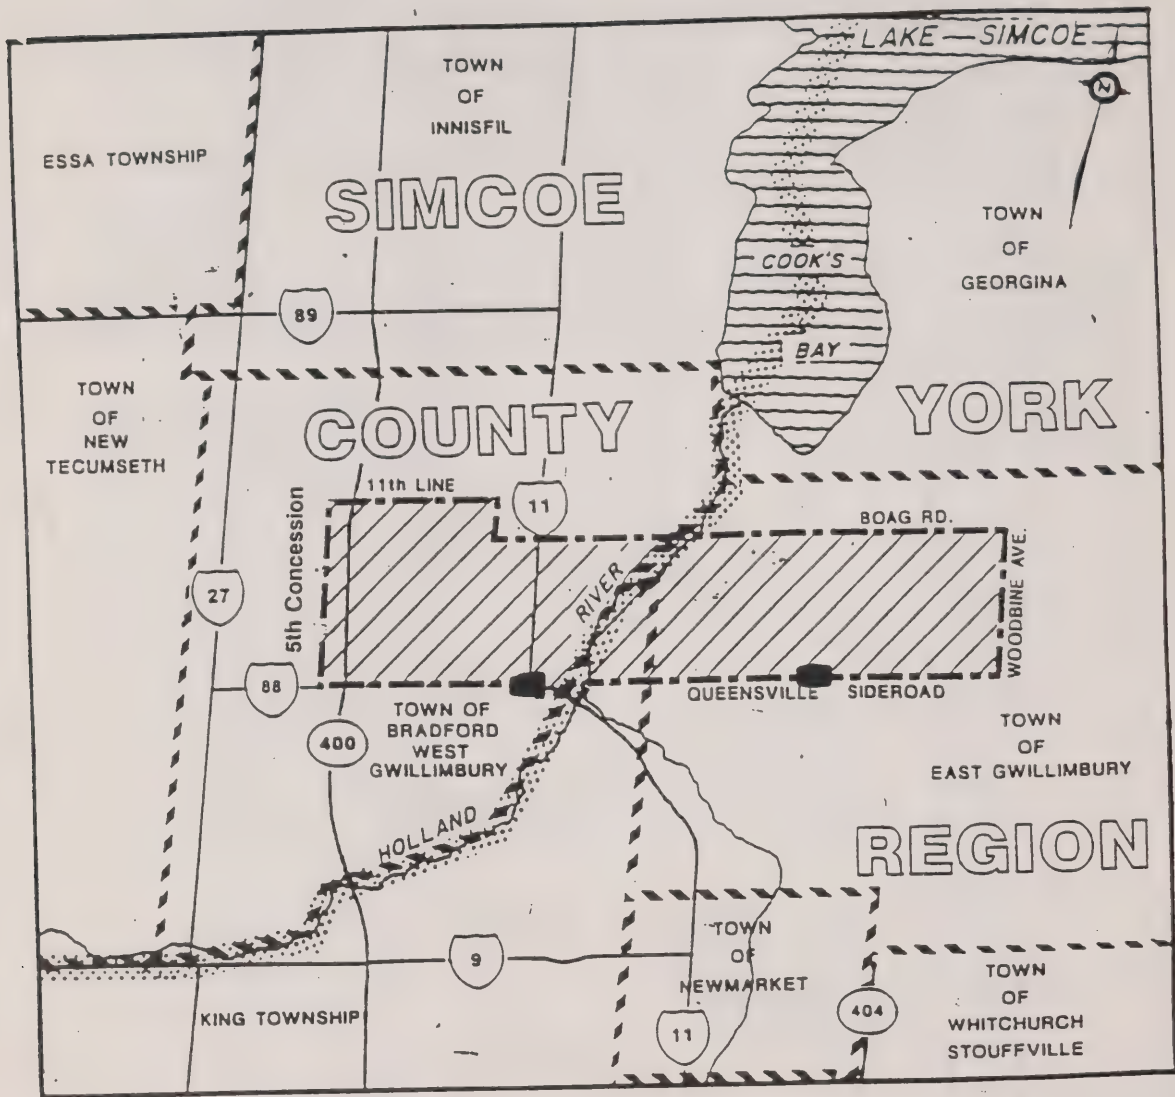 LAKE SIMCOE
N
TOWN
OF
INNISFIL
ESSA TOWNSHIP
SIMCOE
TOWN
OF
GEORGINA
COOK'S
BAY
89
TOWN
OF
NEW
TECUMSETH
COUNTY
YORK
11th LINE
11
BOAG RD.
5th Concession
RIVER
WOODBINE AVE.
27
88
QUEENSVILLE SIDEROAD
400
TOWN OF
BRADFORD
WEST
GWILLIMBURY
TOWN
OF
EAST GWILLIMBURY
HOLLAND
REGION
9
TOWN
OF
NEWMARKET
KING TOWNSHIP
11
404
TOWN
OF
WHITCHURCH
STOUFFVILLE